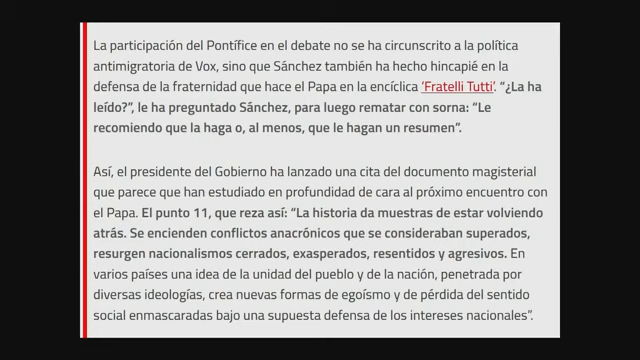 La participación del Pontífice en el debate no se ha circunscrito a la política
antimigratoria de Vox, sino que Sánchez también ha hecho hincapié en la
defensa de la fraternidad que hace el Papa en la encíclica ‘Fratelli Tutti’. “¿La ha
leído?”, le ha preguntado Sánchez, para luego rematar con sorna: “Le
recomiendo que la haga o, al menos, que le hagan un resumen”.
Así, el presidente del Gobierno ha lanzado una cita del documento magisterial
que parece que han estudiado en profundidad de cara al próximo encuentro con
el Papa. El punto 11, que reza así: “La historia da muestras de estar volviendo
atrás. Se encienden conflictos anacrónicos que se consideraban superados,
resurgen nacionalismos cerrados, exasperados, resentidos y agresivos. En
varios países una idea de la unidad del pueblo y de la nación, penetrada por
diversas ideologías, crea nuevas formas de egoísmo y de pérdida del sentido
social enmascaradas bajo una supuesta defensa de los intereses nacionales”.